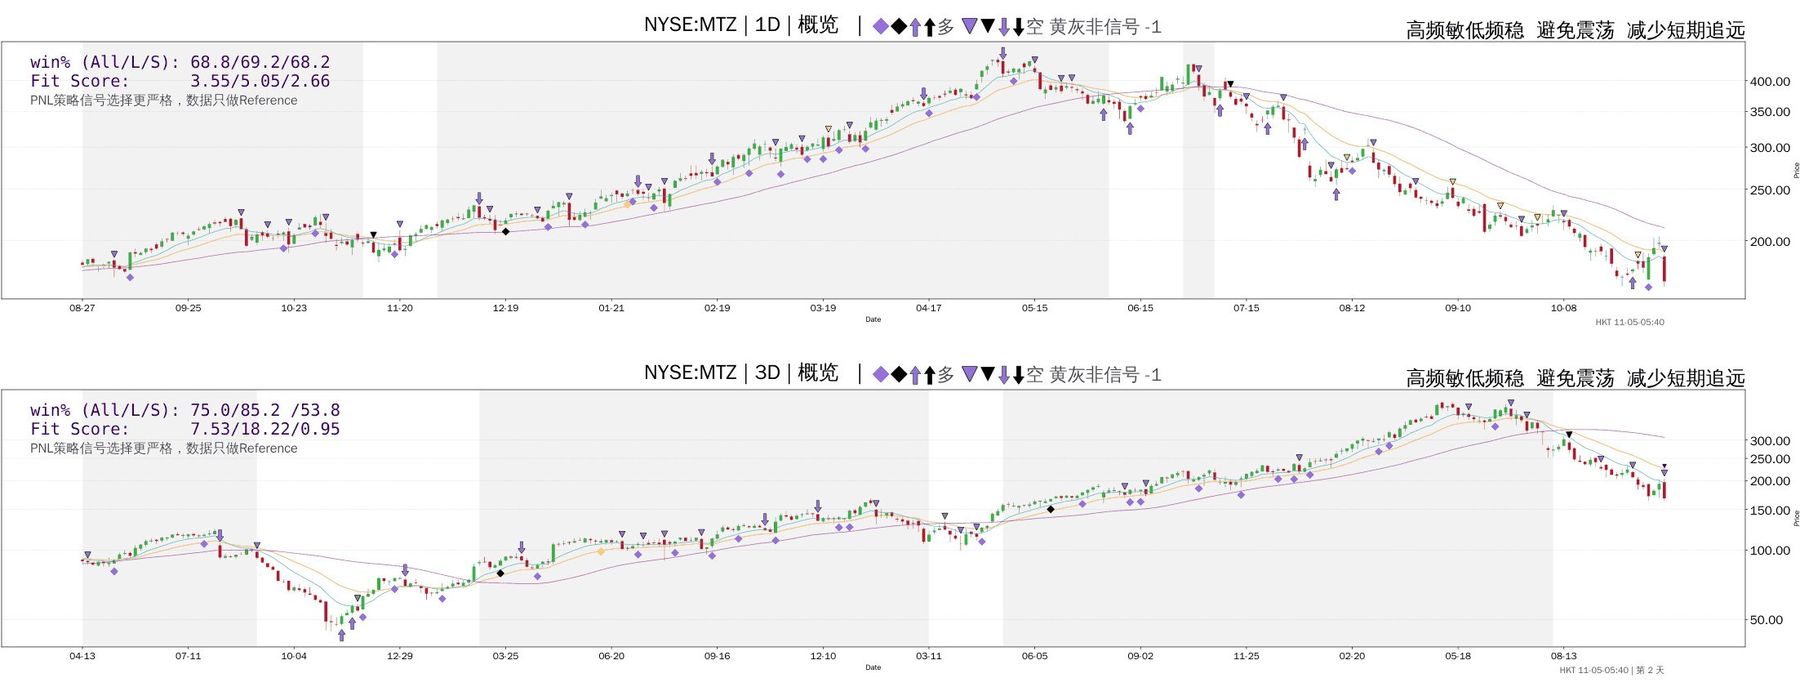 NYSE:MTZ | 1D | 概览 | 多 空 黄灰非信号 -1
高频敏低频稳 避免震荡 减少短期追远
win% (All/L/S): 68.8/69.2/68.2
Fit Score: 3.55/5.05/2.66
PNL策略信号选择更严格，数据只做Reference
400.00
350.00
300.00
250.00
200.00
Price
08-27 09-25 10-23 11-20 12-19 01-21 02-19 03-19 04-17 05-15 06-15 07-15 08-12 09-10 10-08
Date
HKT 11-05-05:40
NYSE:MTZ | 3D | 概览 | 多 空 黄灰非信号 -1
高频敏低频稳 避免震荡 减少短期追远
win% (All/L/S): 75.0/85.2 /53.8
Fit Score: 7.53/18.22/0.95
PNL策略信号选择更严格，数据只做Reference
300.00
250.00
200.00
150.00
100.00
50.00
Price
04-13 07-11 10-04 12-29 03-25 06-20 09-16 12-10 03-11 06-05 09-02 11-25 02-20 05-18 08-13
Date
HKT 11-05-05:40 | 第 2 天